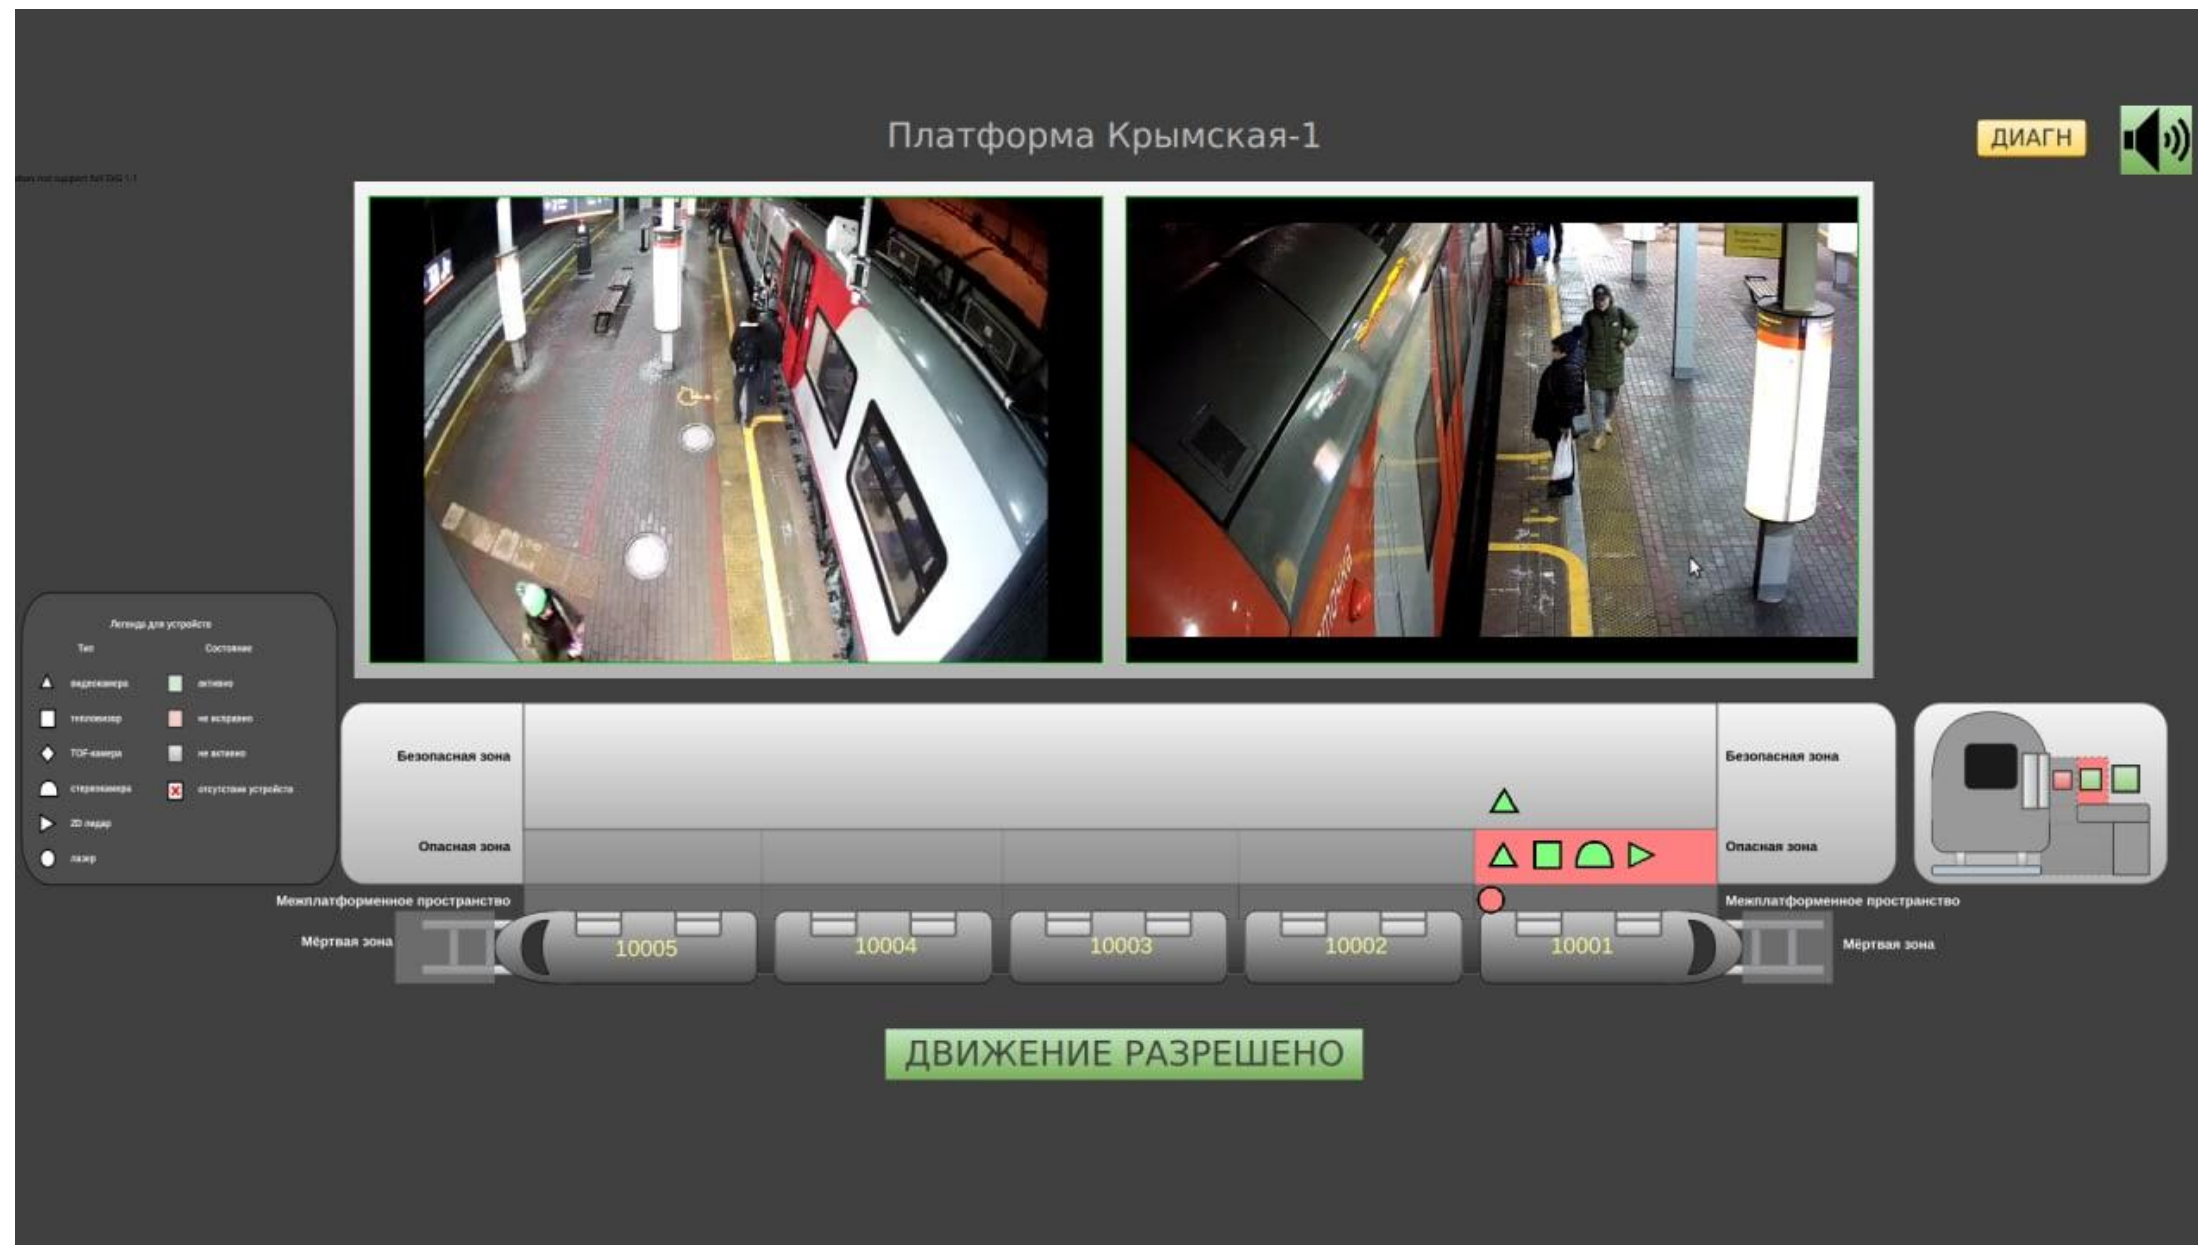 Платформа Крымская-1
ДИАГН
Легенда для устройств
Тип
Состояние
видеокамера
активно
тепловизор
не исправно
TOF-камера
не активно
стереокамера
отсутствие устройств
2D лидар
лазер
Безопасная зона
Безопасная зона
Опасная зона
Опасная зона
Межплатформенное пространство
Межплатформенное пространство
Мёртвая зона
10005
10004
10003
10002
10001
Мёртвая зона
ДВИЖЕНИЕ РАЗРЕШЕНО